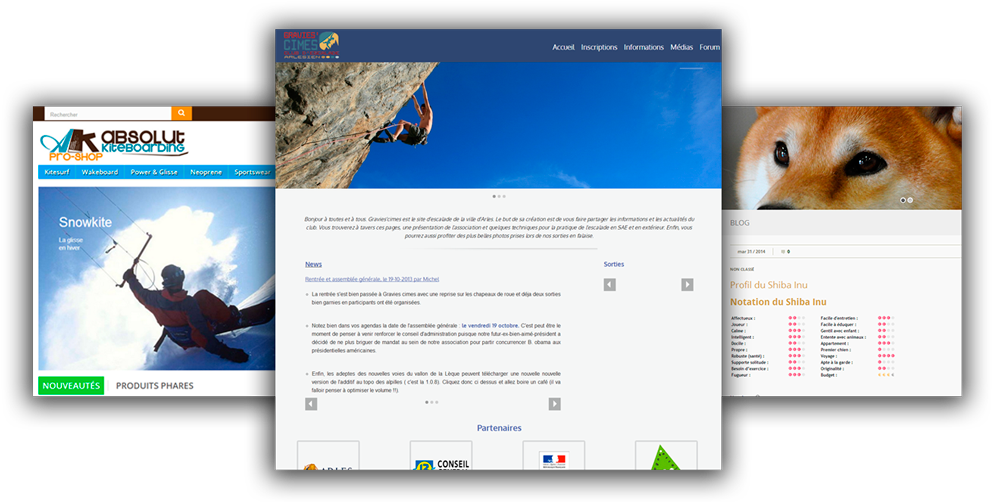 Rechercher
AK ABSOLUT
KITEBOARDING
PRO-SHOP
Kitesurf Wakeboard Power & Glisse Neoprene Sportswear
Snowkite
La glisse
en hiver.
NOUVEAUTÉS PRODUITS PHARES
GRAVIES'
CIMES
ARLESIEN
Accueil Inscriptions Informations Médias Forum
Bonjour à toutes et à tous. Gravies'cimes est le site d'escalade de la ville d'Arles. Le but de sa création est de vous faire partager les informations et les actualités du
club. Vous trouverez à tavers ces pages, une présentation de l'association et quelques techniques pour la pratique de l'escalade en SAE et en extérieur. Enfin, vous
pourrez aussi profiter des plus belles photos prises lors de nos sorties en falaise.
News
Rentrée et assemblée générale, le 19-10-2013 par Michel
La rentrée s'est bien passée à Gravies cimes avec une reprise sur les chapeaux de roue et déja deux sorties
bien garnies en participants ont été organisées.
Notez bien dans vos agendas la date de l'assemblée générale : le vendredi 19 octobre. C'est peut être le
moment de penser à venir renforcer le conseil d'administration puisque notre futur-ex-bien-aimé-président a
décidé de ne plus briguer de mandat au sein de notre association pour partir concurrencer B. obama aux
présidentielles américaines.
Enfin, les adeptes des nouvelles voies du vallon de la Lèque pourront télécharger une nouvelle nouvelle
version de l'additif au topo des alpilles ( c'est la 1.0.8). Cliquez donc ci dessus et allez boire un café (il va
falloir penser à optimiser le volume !!).
Sorties
Partenaires
ARLES
CONSEIL
BLOG
mar 31 / 2014 0
NON CLASSÉ
Profil du Shiba Inu
Notation du Shiba Inu
Affectueux : Facile d'entretien :
Joueur : Facile à éduquer :
Calme : Gentil avec enfant :
Intelligent : Entente avec animaux :
Docile : Appartement :
Propre : Premier chien :
Robuste (santé) : Voyage :
Supporte solitude : Apte à la garde :
Besoin d'exercice : Originalité :
Fugueur : Budget :